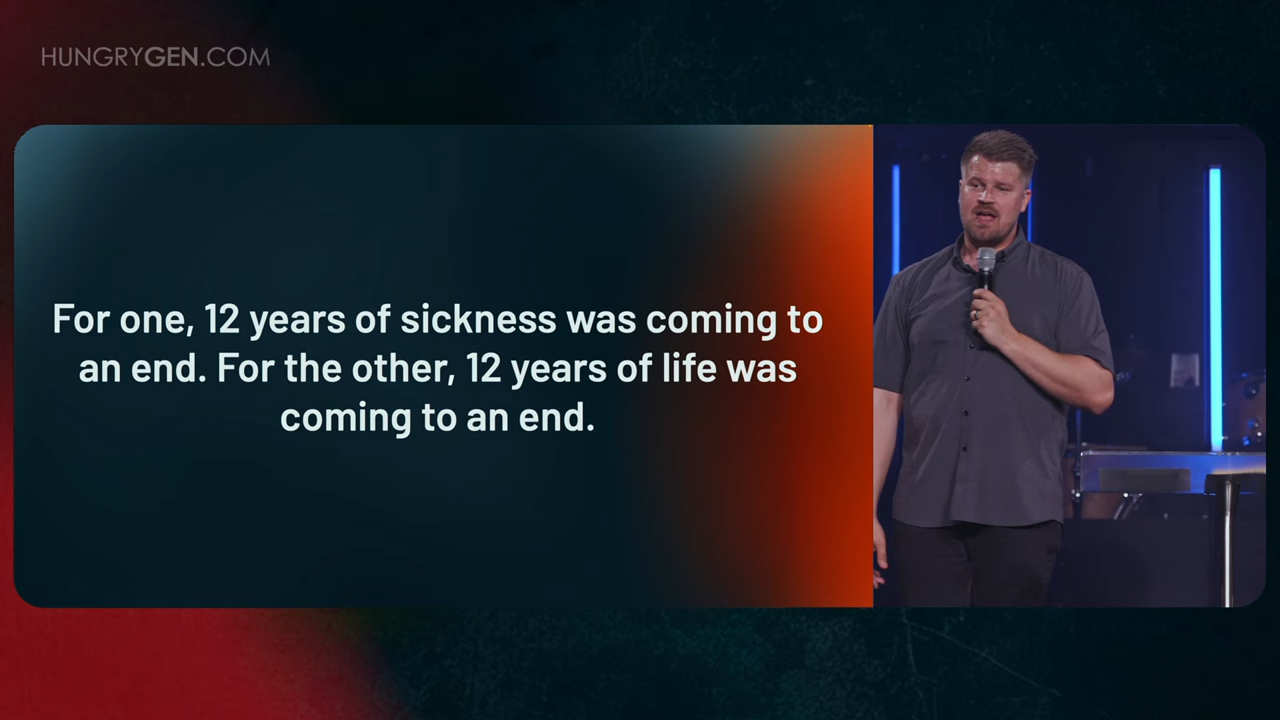 HUNGRYGEN.COM
For one, 12 years of sickness was coming to
an end. For the other, 12 years of life was
coming to an end.